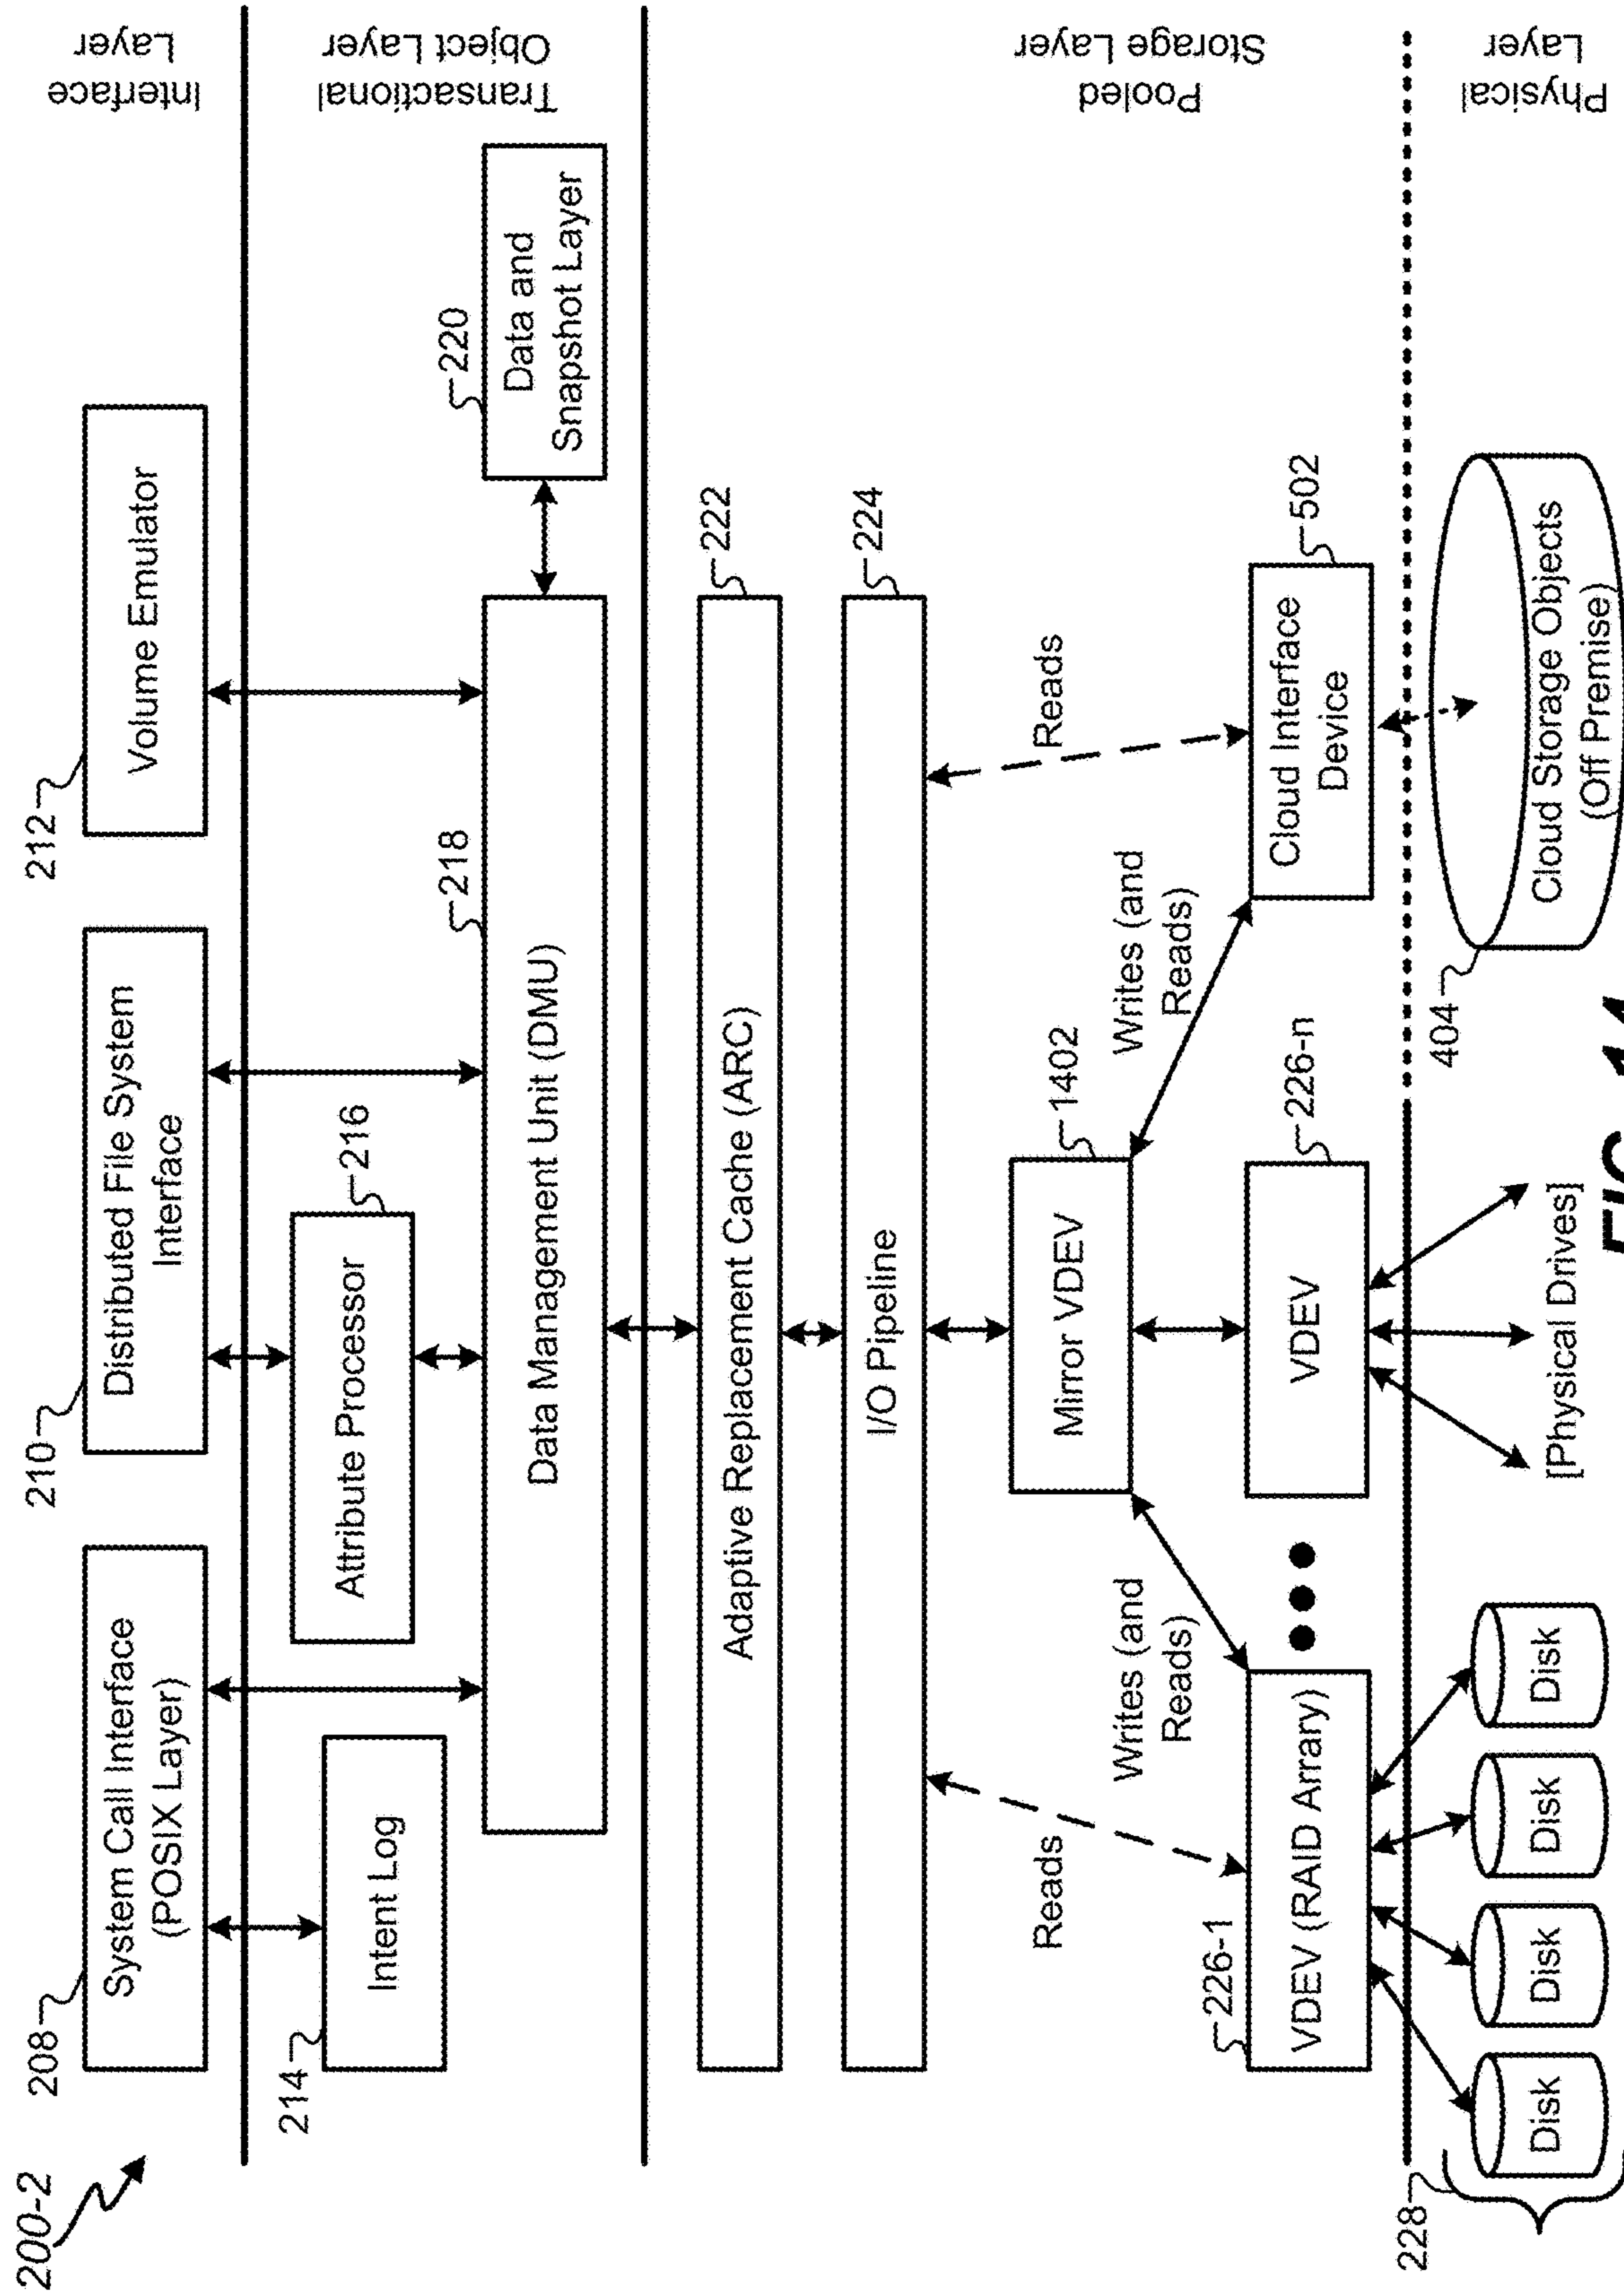 200-2
208
System Call Interface
(POSIX Layer)
210
Distributed File System
Interface
212
Volume Emulator
Interface
Layer
214
Intent Log
Attribute Processor
216
218
Data Management Unit (DMU)
220
Data and
Snapshot Layer
Transactional
Object Layer
Adaptive Replacement Cache (ARC)
222
I/O Pipeline
224
Reads
Writes (and
Reads)
Mirror VDEV
1402
Writes (and
Reads)
Reads
Pooled
Storage Layer
226-1
VDEV (RAID Arrary)
VDEV
226-n
Cloud Interface
Device
502
228
Disk
Disk
Disk
Disk
[Physical Drives]
404
Cloud Storage Objects
(Off Premise)
Physical
Layer
FIG. 14